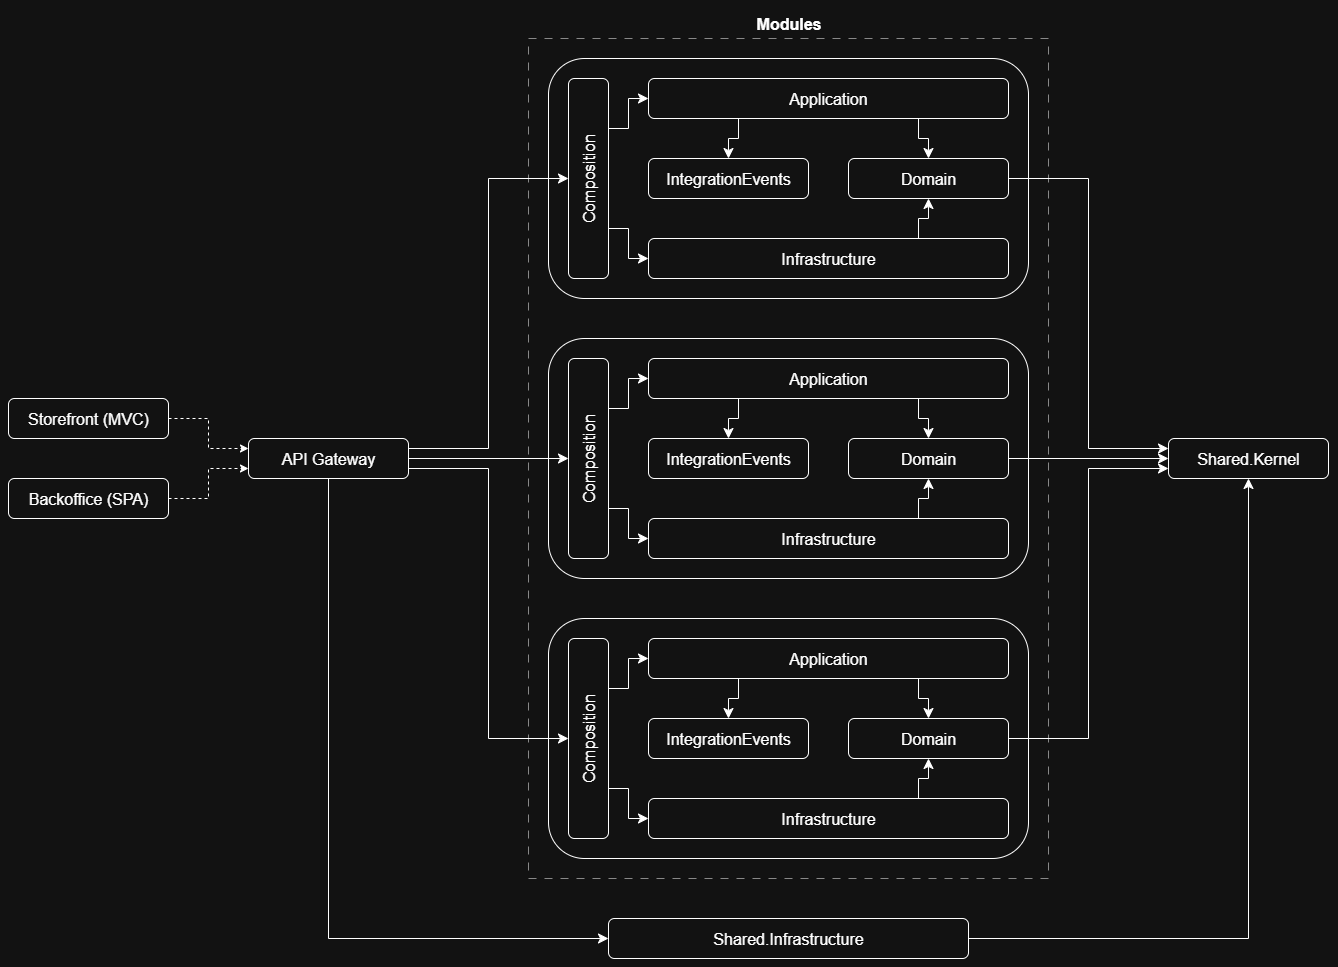 Modules
Application
Composition
IntegrationEvents
Domain
Infrastructure
Application
Storefront (MVC)
Composition
API Gateway
IntegrationEvents
Domain
Shared.Kernel
Backoffice (SPA)
Infrastructure
Application
Composition
IntegrationEvents
Domain
Infrastructure
Shared.Infrastructure